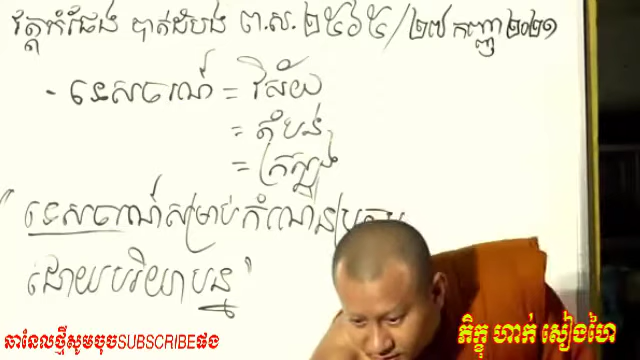 វត្តកំផែង បាត់ដំបង ព.ស.២៥៦៥/២៧ កញ្ញា ២០២១
- ទេសចរណ៍ = វិស័យ
= តំបន់
= ក្រឡុង
"ទេសចរណ៍សម្រាប់កំណើន
ដោយបរិយាបន្ន"
ឆានែលថ្មីសូមចុចSUBSCRIBEផង
ភិក្ខុ ហាក់ សៀងហៃ